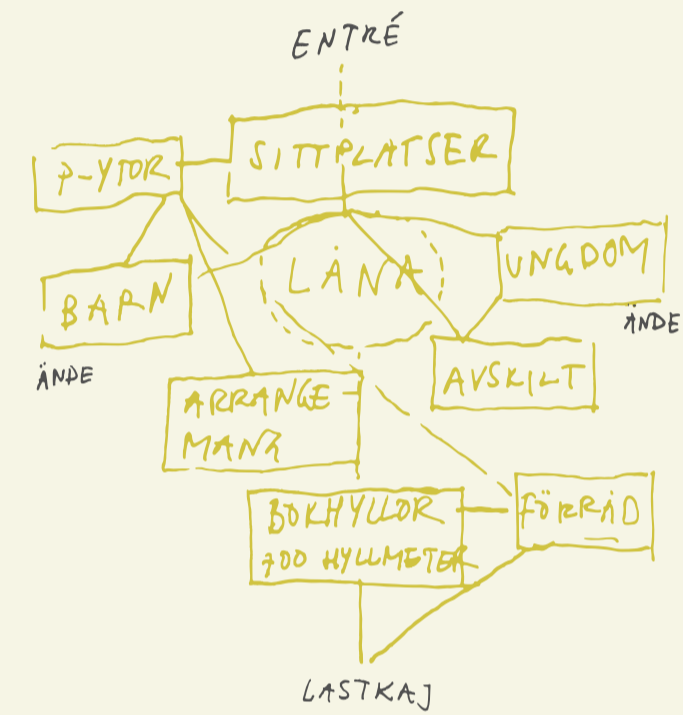 ENTRÉ
SITTPLATSER
P-YTOR
LÅNA
UNGDOM
BARN
ÄNDE
ÄNDE
AVSKILT
ARRANGE-
MANG
BOKHYLLOR
700 HYLLMETER
FÖRRÅD
LASTKAJ